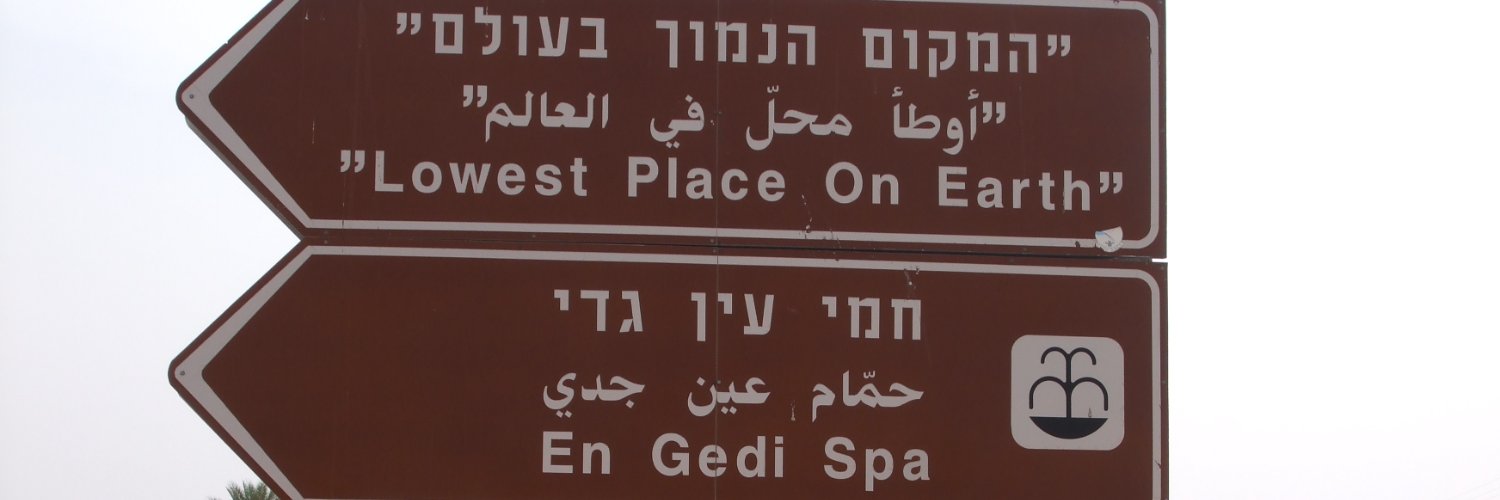 ”המקום הנמוך בעולם”
”أوطأ محلّ في العالم”
”Lowest Place On Earth”
חמי עין גדי
حمّام عين جدي
En Gedi Spa